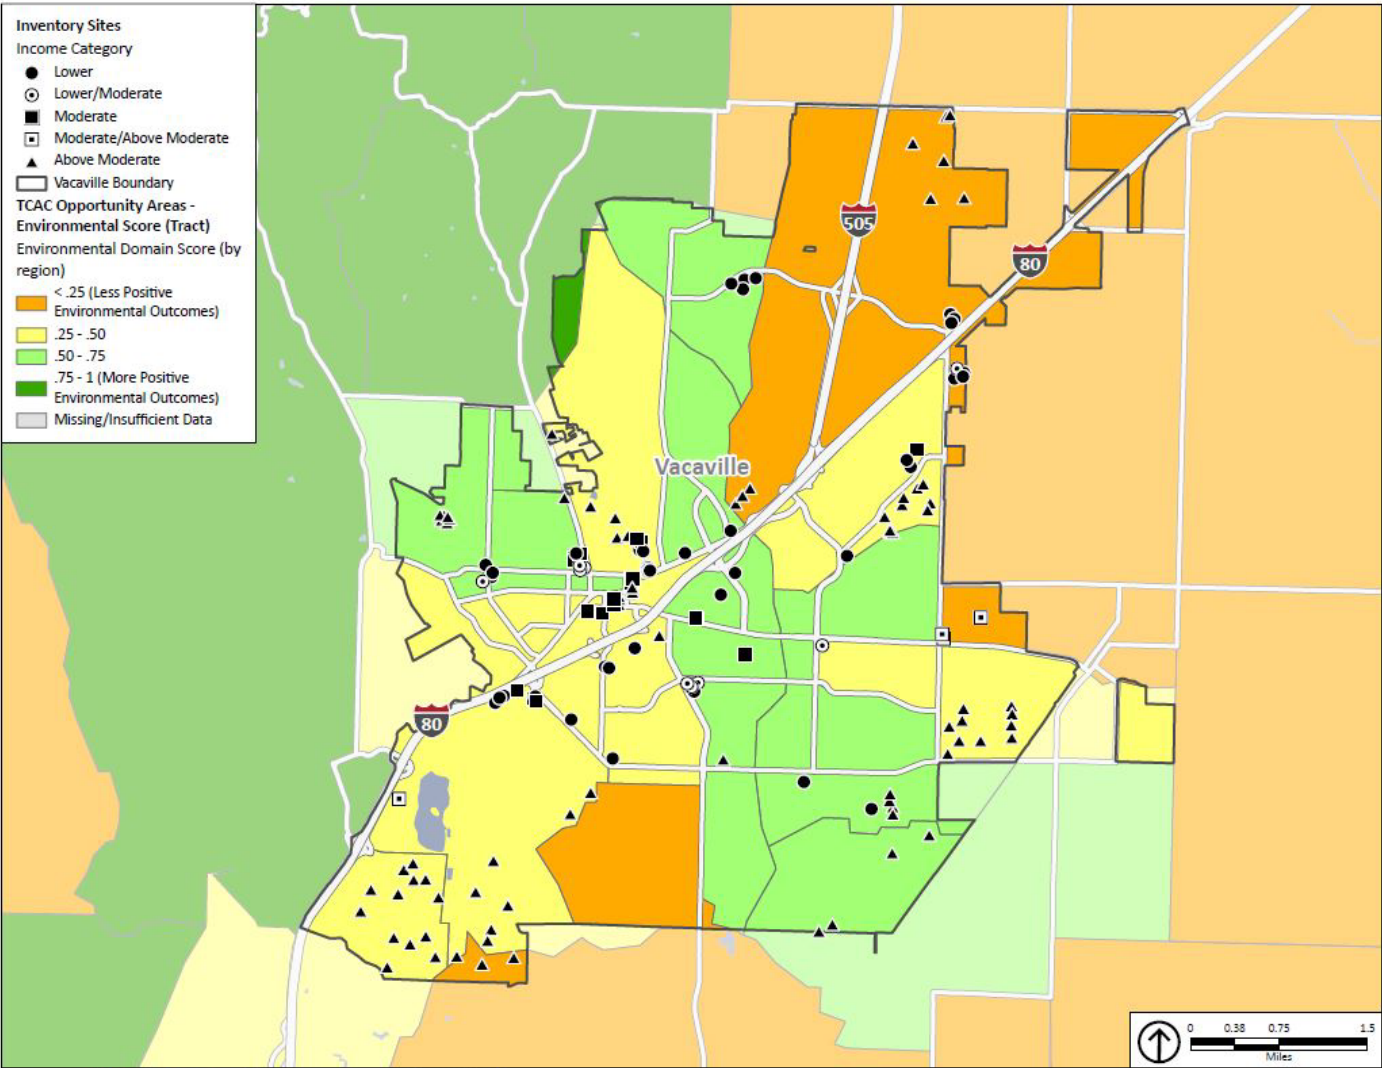 Inventory Sites
Income Category
Lower
Lower/Moderate
Moderate
Moderate/Above Moderate
Above Moderate
Vacaville Boundary
TCAC Opportunity Areas -
Environmental Score (Tract)
Environmental Domain Score (by
region)
< .25 (Less Positive
Environmental Outcomes)
.25 - .50
.50 - .75
.75 - 1 (More Positive
Environmental Outcomes)
Missing/Insufficient Data
505
80
Vacaville
80
0 0.38 0.75 1.5
Miles